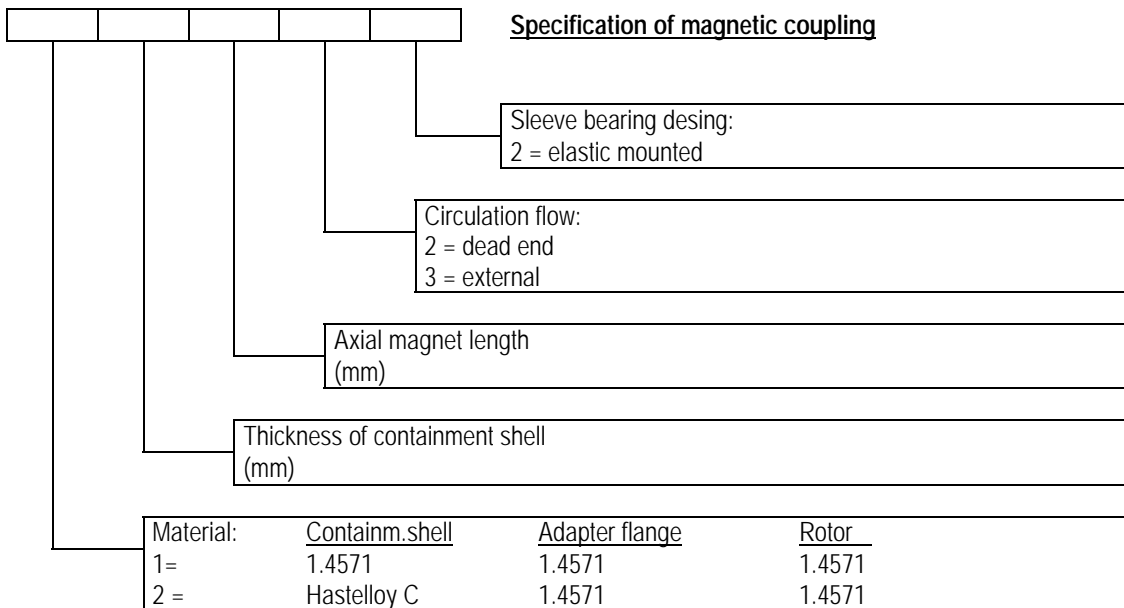 Specification of magnetic coupling
Sleeve bearing desing:
2 = elastic mounted
Circulation flow:
2 = dead end
3 = external
Axial magnet length
(mm)
Thickness of containment shell
(mm)
Material: Containm.shell Adapter flange Rotor
1= 1.4571 1.4571 1.4571
2 = Hastelloy C 1.4571 1.4571